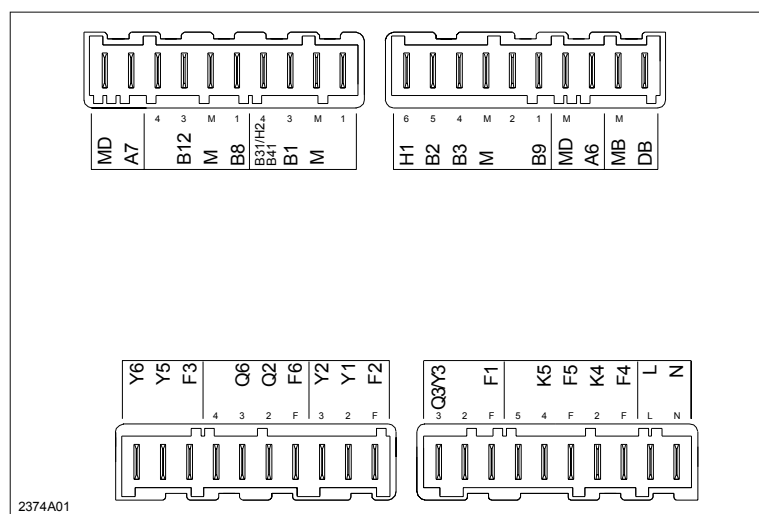 4 3 M 1 4 3 M 1
MD A7 B12 M B8 B31/H2 B41 B1 M
6 5 4 M 2 1 M M
H1 B2 B3 M B9 MD A6 MB DB
Y6 Y5 F3 Q6 Q2 F6 Y2 Y1 F2
4 3 2 F 3 2 F
Q3/Y3 F1 K5 F5 K4 F4 L N
3 2 F 5 4 F 2 F L N
2374A01